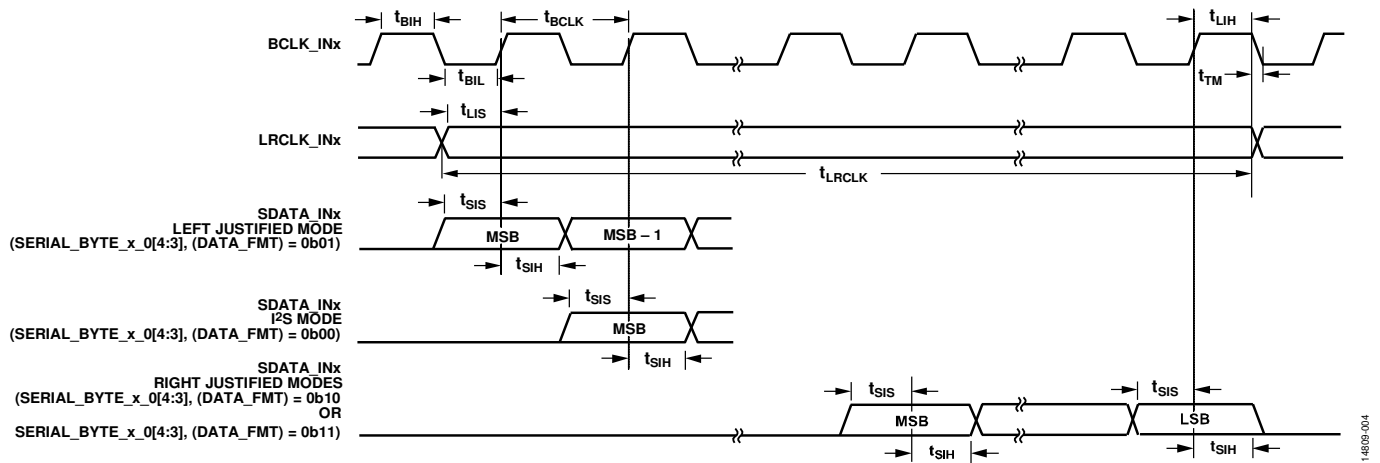 tBIH
tBCLK
tLIH
BCLK_INx
tBIL
tTM
tLIS
LRCLK_INx
tLRCLK
SDATA_INx
LEFT JUSTIFIED MODE
(SERIAL_BYTE_x_0[4:3], (DATA_FMT) = 0b01)
tSIS
MSB
MSB – 1
tSIH
SDATA_INx
I2S MODE
(SERIAL_BYTE_x_0[4:3], (DATA_FMT) = 0b00)
tSIS
MSB
tSIH
SDATA_INx
RIGHT JUSTIFIED MODES
(SERIAL_BYTE_x_0[4:3], (DATA_FMT) = 0b10
OR
SERIAL_BYTE_x_0[4:3], (DATA_FMT) = 0b11)
tSIS
tSIS
MSB
LSB
tSIH
tSIH
14809-004